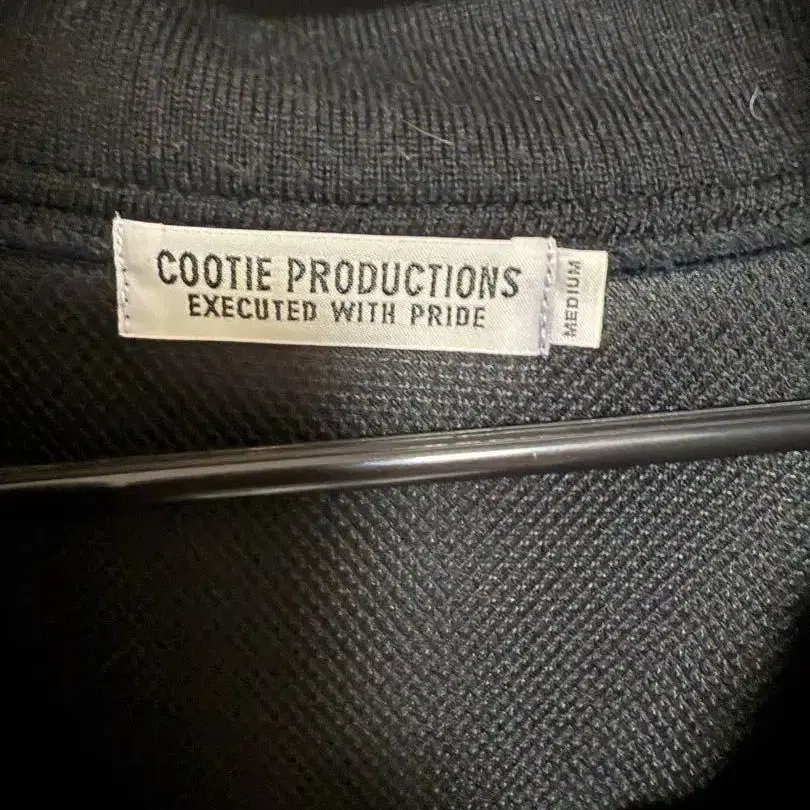 COOTIE PRODUCTIONS
EXECUTED WITH PRIDE
MEDIUM